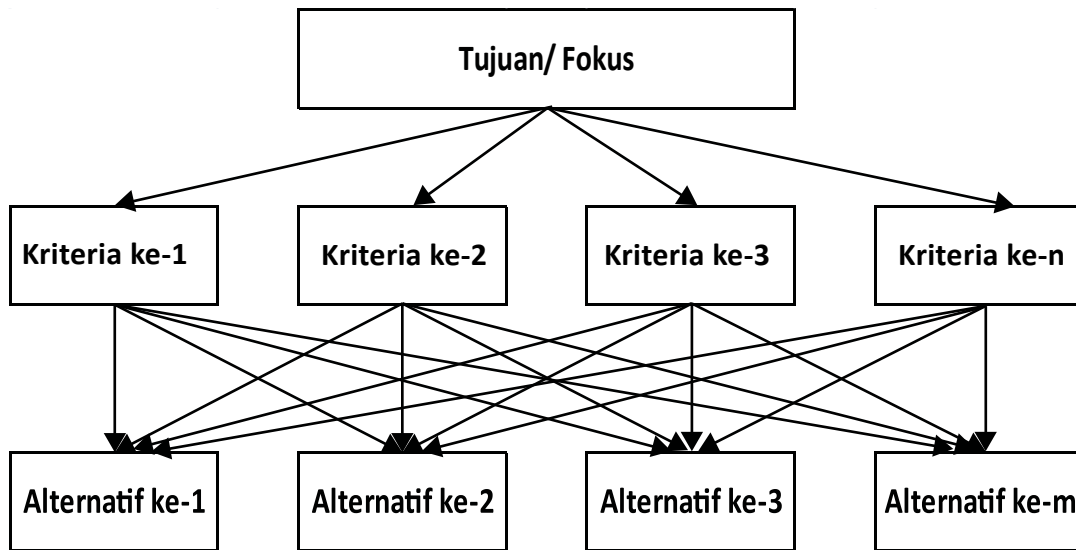 Tujuan/ Fokus
Kriteria ke-1
Kriteria ke-2
Kriteria ke-3
Kriteria ke-n
Alternatif ke-1
Alternatif ke-2
Alternatif ke-3
Alternatif ke-m